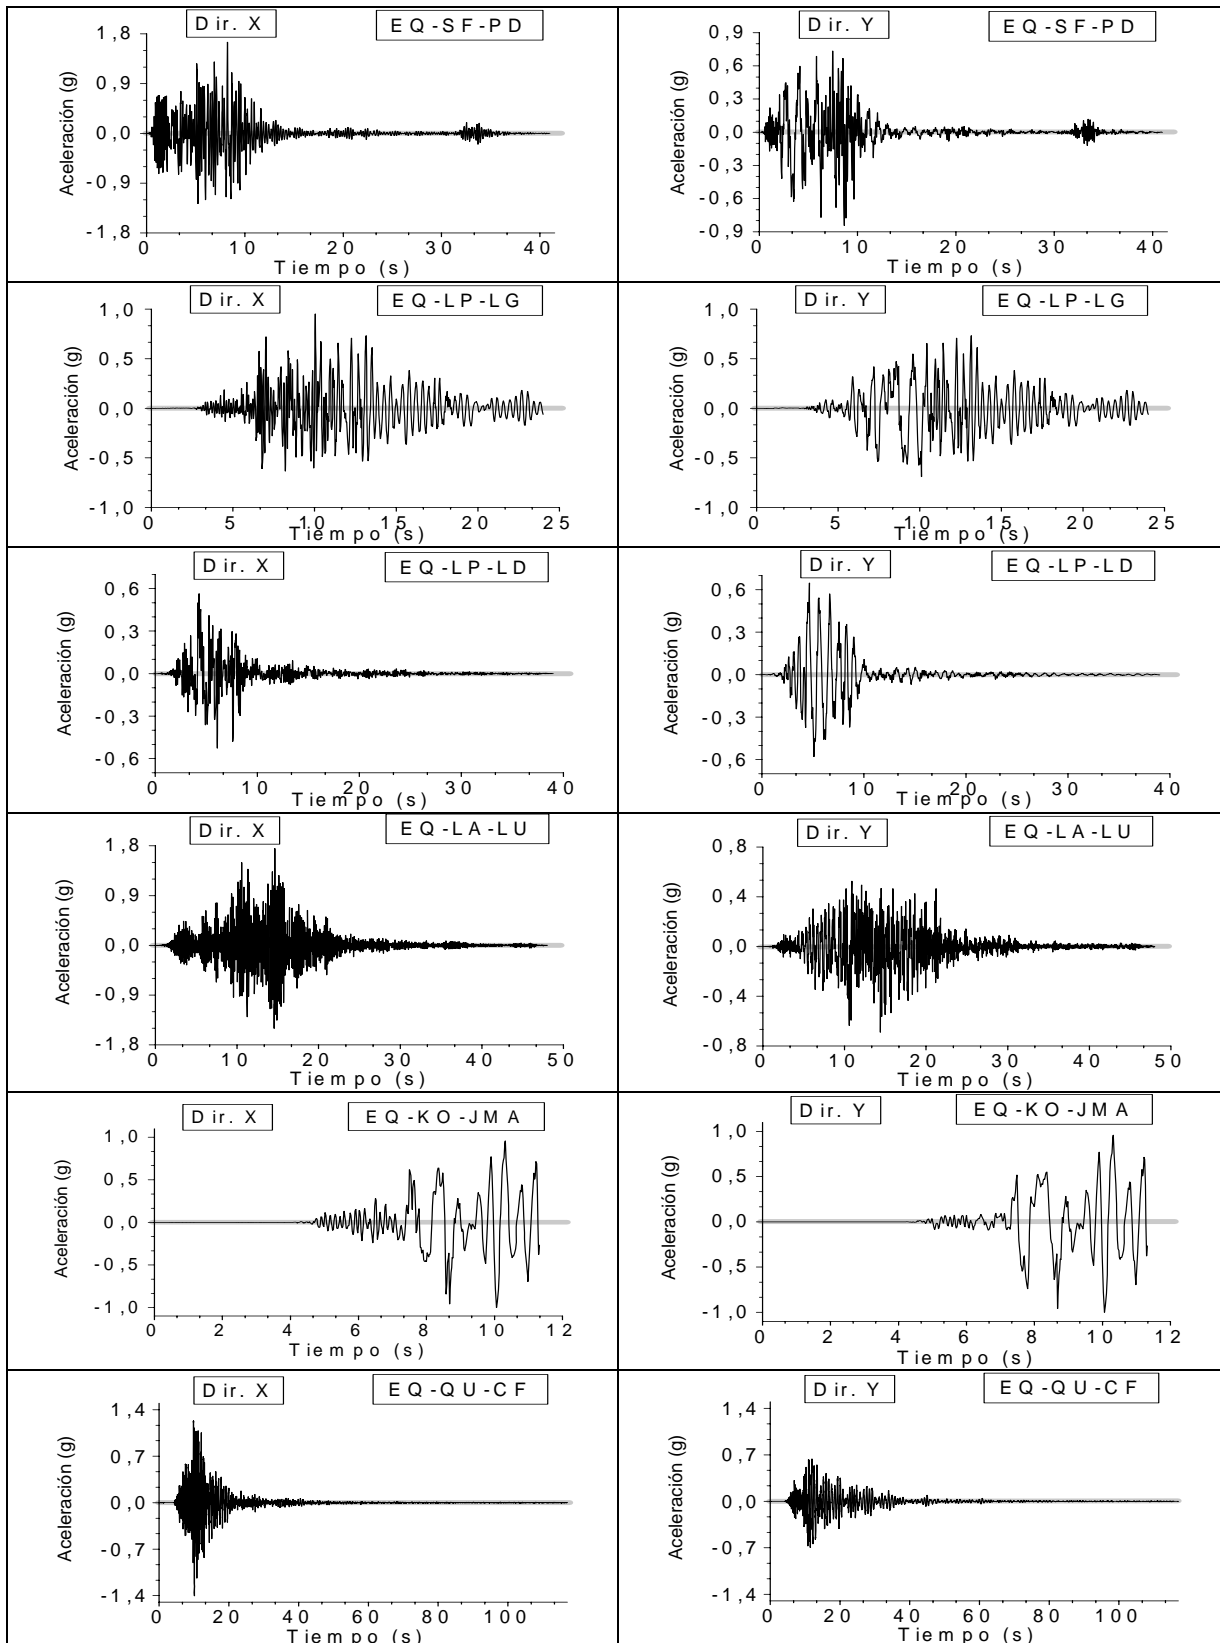 Dir. X
EQ-SF-PD
Aceleración (g)
1,8
0,9
0,0
-0,9
-1,8
0 10 20 30 40
Tiempo (s)
Dir. Y
EQ-SF-PD
Aceleración (g)
0,9
0,6
0,3
0,0
-0,3
-0,6
-0,9
0 10 20 30 40
Tiempo (s)
Dir. X
EQ-LP-LG
Aceleración (g)
1,0
0,5
0,0
-0,5
-1,0
0 5 10 15 20 25
Tiempo (s)
Dir. Y
EQ-LP-LG
Aceleración (g)
1,0
0,5
0,0
-0,5
-1,0
0 5 10 15 20 25
Tiempo (s)
Dir. X
EQ-LP-LD
Aceleración (g)
0,6
0,3
0,0
-0,3
-0,6
0 10 20 30 40
Tiempo (s)
Dir. Y
EQ-LP-LD
Aceleración (g)
0,6
0,3
0,0
-0,3
-0,6
0 10 20 30 40
Tiempo (s)
Dir. X
EQ-LA-LU
Aceleración (g)
1,8
0,9
0,0
-0,9
-1,8
0 10 20 30 40 50
Tiempo (s)
Dir. Y
EQ-LA-LU
Aceleración (g)
0,8
0,4
0,0
-0,4
-0,8
0 10 20 30 40 50
Tiempo (s)
Dir. X
EQ-KO-JMA
Aceleración (g)
1,0
0,5
0,0
-0,5
-1,0
0 2 4 6 8 10 12
Tiempo (s)
Dir. Y
EQ-KO-JMA
Aceleración (g)
1,0
0,5
0,0
-0,5
-1,0
0 2 4 6 8 10 12
Tiempo (s)
Dir. X
EQ-QU-CF
Aceleración (g)
1,4
0,7
0,0
-0,7
-1,4
0 20 40 60 80 100
Tiempo (s)
Dir. Y
EQ-QU-CF
Aceleración (g)
1,4
0,7
0,0
-0,7
-1,4
0 20 40 60 80 100
Tiempo (s)